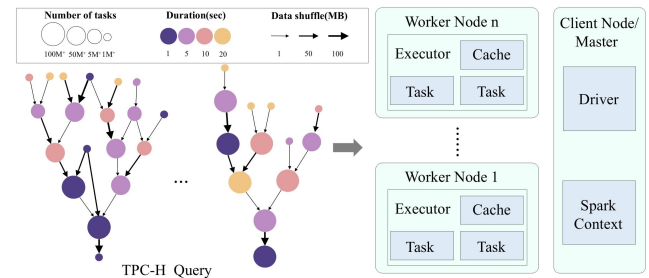 Number of tasks
Duration(sec)
Data shuffle(MB)
100M⁺ 50M⁺ 5M⁺ 1M⁺
1 5 10 20
1 50 100
...
TPC-H Query
Worker Node n
Executor
Cache
Task
Task
......
Worker Node 1
Executor
Cache
Task
Task
Client Node/
Master
Driver
Spark
Context